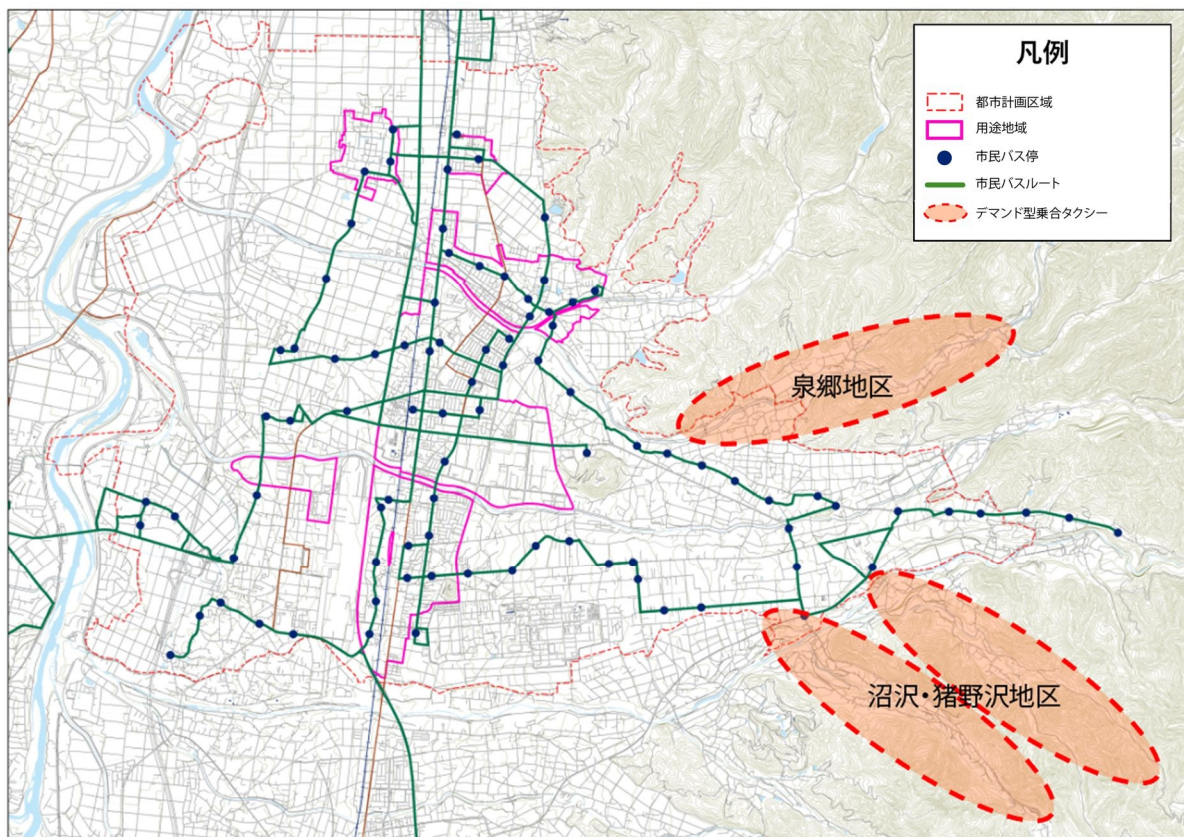 凡例
都市計画区域
用途地域
市民バス停
市民バスルート
デマンド型乗合タクシー
泉郷地区
沼沢・猪野沢地区